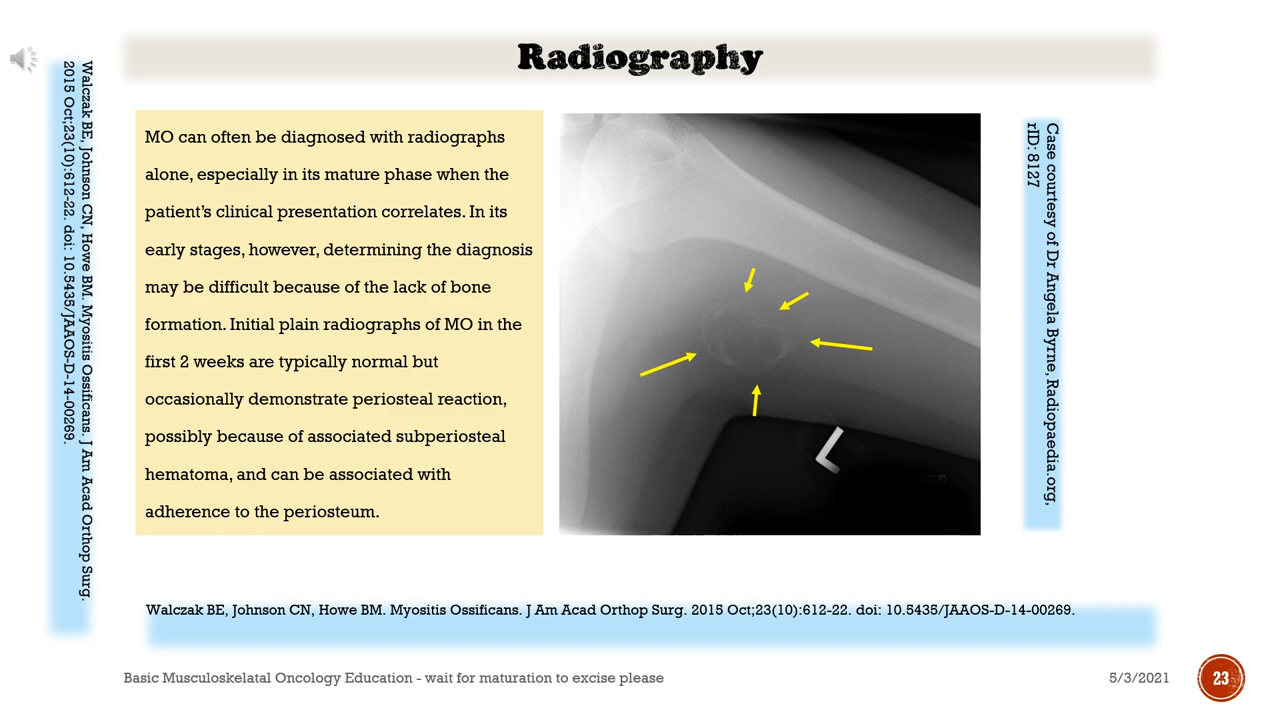 Radiography
Walczak BE, Johnson CN, Howe BM. Myositis Ossificans. J Am Acad Orthop Surg.
2015 Oct;23(10):612-22. doi: 10.5435/JAAOS-D-14-00269.
MO can often be diagnosed with radiographs
alone, especially in its mature phase when the
patient's clinical presentation correlates. In its
early stages, however, determining the diagnosis
may be difficult because of the lack of bone
formation. Initial plain radiographs of MO in the
first 2 weeks are typically normal but
occasionally demonstrate periosteal reaction,
possibly because of associated subperiosteal
hematoma, and can be associated with
adherence to the periosteum.
L
Case courtesy of Dr Angela Byrne, Radiopaedia.org,
rID: 8127
Walczak BE, Johnson CN, Howe BM. Myositis Ossificans. J Am Acad Orthop Surg. 2015 Oct;23(10):612-22. doi: 10.5435/JAAOS-D-14-00269.
Basic Musculoskelatal Oncology Education - wait for maturation to excise please
5/3/2021
23